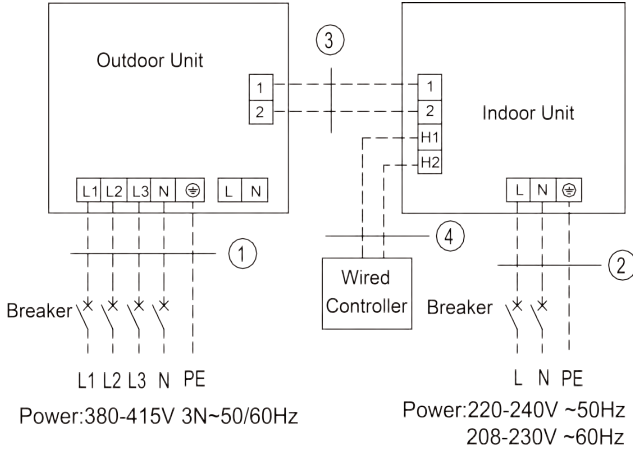 Outdoor Unit
1
2
L1 L2 L3 N ⏚ L N
①
Breaker
L1 L2 L3 N PE
Power:380-415V 3N~50/60Hz
③
Indoor Unit
1
2
H1
H2
L N ⏚
④
Wired
Controller
②
Breaker
L N PE
Power:220-240V ~50Hz
208-230V ~60Hz